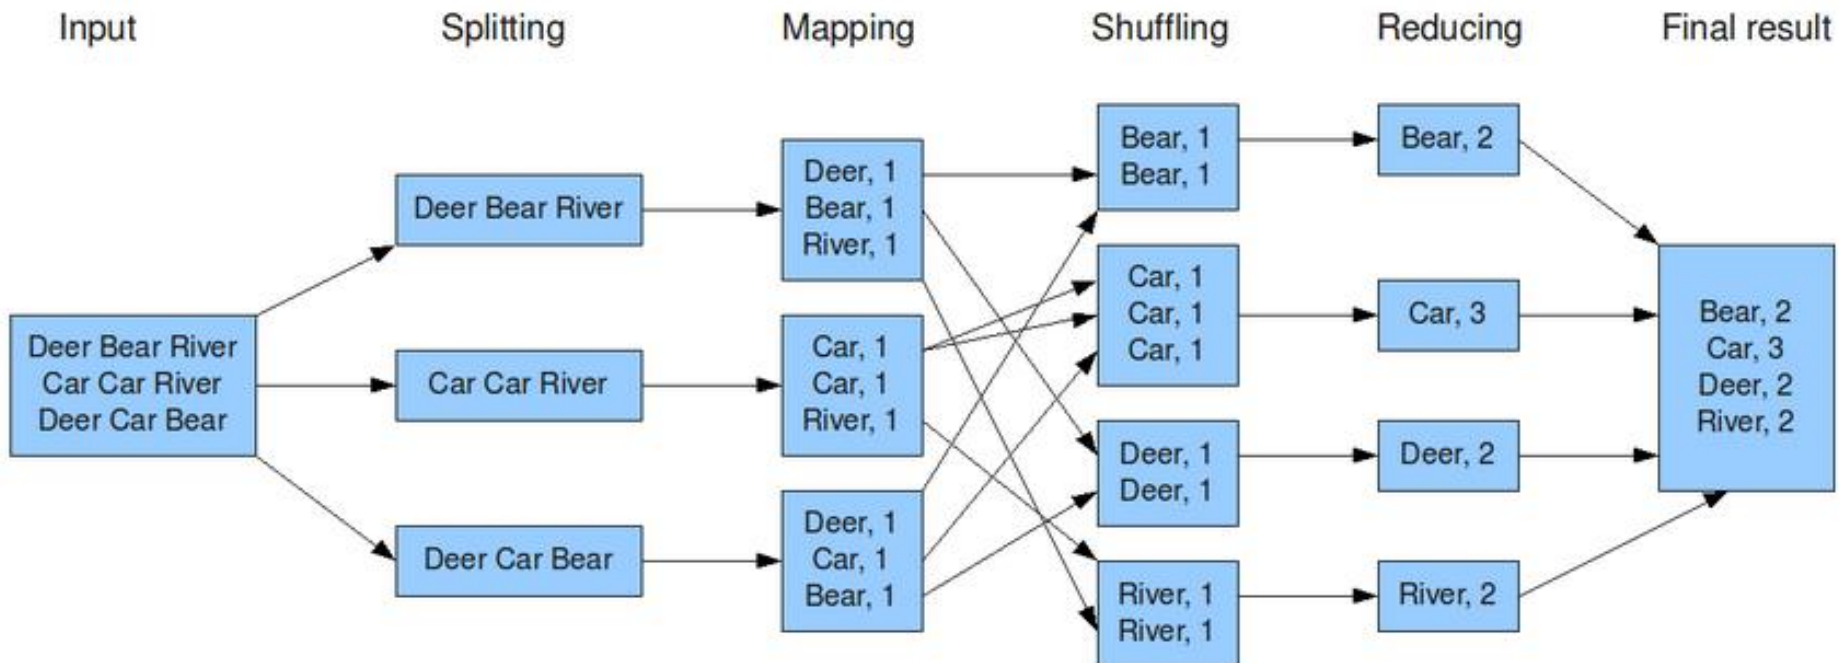 Input
Splitting
Mapping
Shuffling
Reducing
Final result
Deer Bear River
Car Car River
Deer Car Bear
Deer Bear River
Car Car River
Deer Car Bear
Deer, 1
Bear, 1
River, 1
Car, 1
Car, 1
River, 1
Deer, 1
Car, 1
Bear, 1
Bear, 1
Bear, 1
Car, 1
Car, 1
Car, 1
Deer, 1
Deer, 1
River, 1
River, 1
Bear, 2
Car, 3
Deer, 2
River, 2
Bear, 2
Car, 3
Deer, 2
River, 2